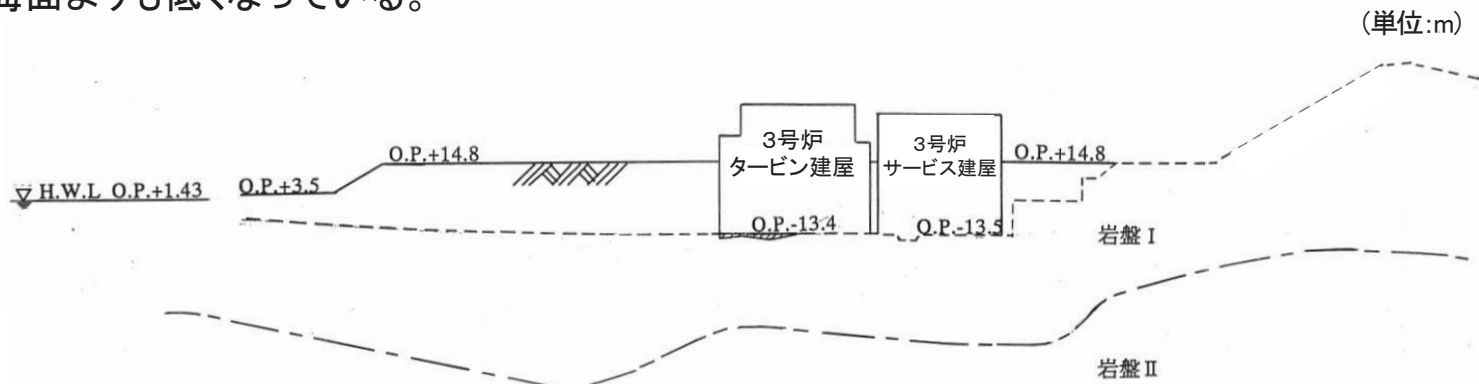 海面よりも低くなっている。
(単位:m)
3号炉
タービン建屋
3号炉
サービス建屋
O.P.+14.8
O.P.+14.8
H.W.L O.P.+1.43
O.P.+3.5
O.P.-13.4
O.P.-13.5
岩盤Ⅰ
岩盤Ⅱ